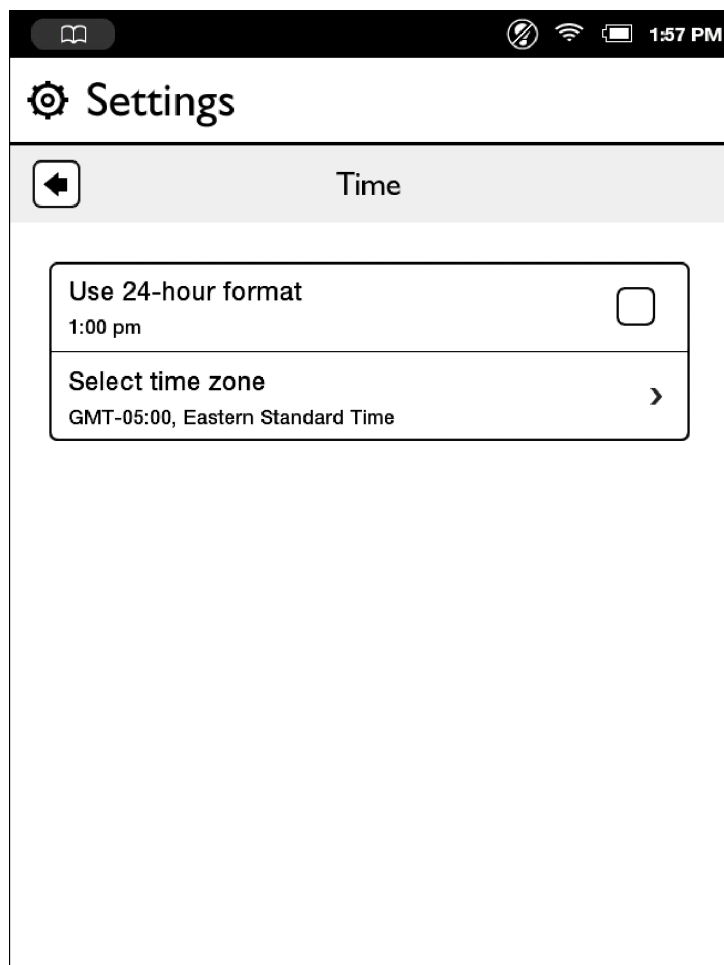 1:57 PM
Settings
Time
Use 24-hour format
1:00 pm
Select time zone
GMT-05:00, Eastern Standard Time